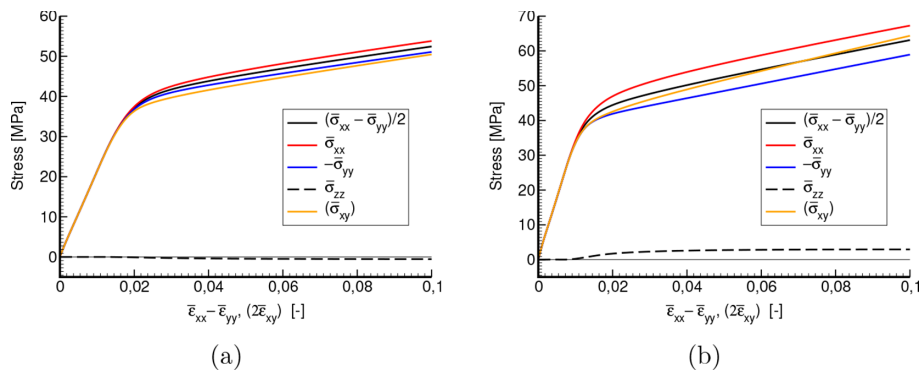 60
50
40
30
20
10
0
Stress [MPa]
(σ̄xx − σ̄yy)/2
σ̄xx
−σ̄yy
σ̄zz
(σ̄xy)
0 0,02 0,04 0,06 0,08 0,1
ε̄xx − ε̄yy, (2ε̄xy) [-]
(a)
70
60
50
40
30
20
10
0
Stress [MPa]
(σ̄xx − σ̄yy)/2
σ̄xx
−σ̄yy
σ̄zz
(σ̄xy)
0 0,02 0,04 0,06 0,08 0,1
ε̄xx − ε̄yy, (2ε̄xy) [-]
(b)